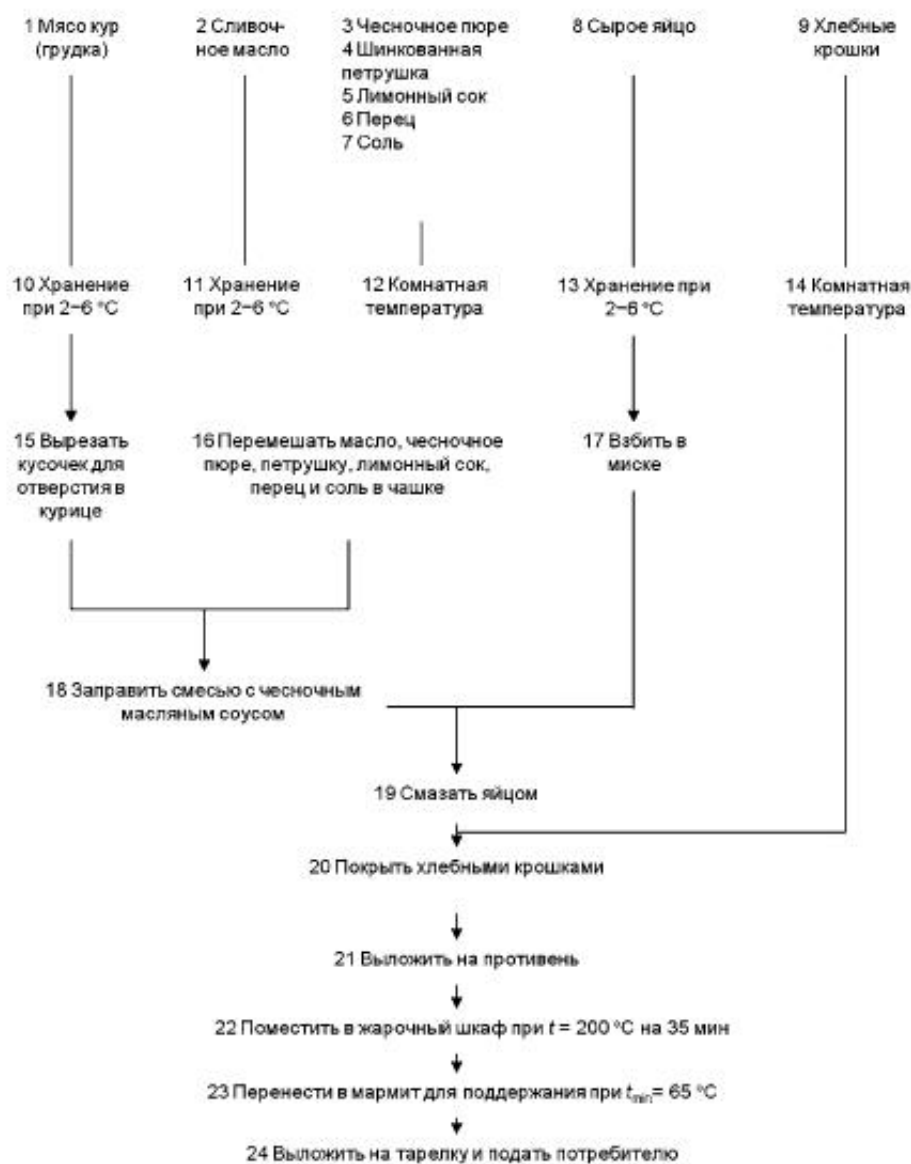 1 Мясо кур
(грудка)
2 Сливоч-
ное масло
3 Чесночное пюре
4 Шинкованная
петрушка
5 Лимонный сок
6 Перец
7 Соль
8 Сырое яйцо
9 Хлебные
крошки
10 Хранение
при 2–6 °C
11 Хранение
при 2–6 °C
12 Комнатная
температура
13 Хранение при
2–6 °C
14 Комнатная
температура
15 Вырезать
кусочек для
отверстия в
курице
16 Перемешать масло, чесночное
пюре, петрушку, лимонный сок,
перец и соль в чашке
17 Взбить в
миске
18 Заправить смесью с чесночным
масляным соусом
19 Смазать яйцом
20 Покрыть хлебными крошками
21 Выложить на противень
22 Поместить в жарочный шкаф при t = 200 °C на 35 мин
23 Перенести в мармит для поддержания при tmin= 65 °C
24 Выложить на тарелку и подать потребителю